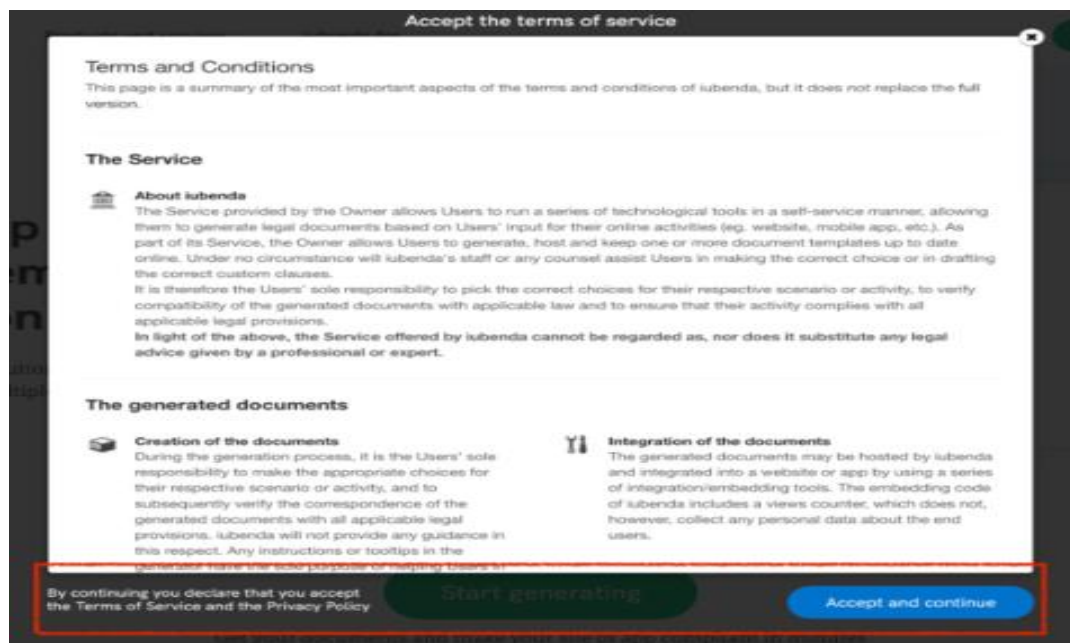 Accept the terms of service
Terms and Conditions
This page is a summary of the most important aspects of the terms and conditions of iubenda, but it does not replace the full
version.
The Service
About iubenda
The Service provided by the Owner allows Users to run a series of technological tools in a self-service manner, allowing
them to generate legal documents based on Users' input for their online activities (eg. website, mobile app, etc.). As
part of its Service, the Owner allows Users to generate, host and keep one or more document templates up to date
online. Under no circumstance will iubenda's staff or any counsel assist Users in making the correct choice or in drafting
the correct custom clauses.
It is therefore the Users' sole responsibility to pick the correct choices for their respective scenario or activity, to verify
compatibility of the generated documents with applicable law and to ensure that their activity complies with all
applicable legal provisions.
In light of the above, the Service offered by iubenda cannot be regarded as, nor does it substitute any legal
advice given by a professional or expert.
The generated documents
Creation of the documents
During the generation process, it is the Users' sole
responsibility to make the appropriate choices for
their respective scenario or activity, and to
subsequently verify the correspondence of the
generated documents with all applicable legal
provisions. iubenda will not provide any guidance in
this respect. Any instructions or tooltips in the
generator have the sole purpose of helping Users in
Integration of the documents
The generated documents may be hosted by iubenda
and integrated into a website or app by using a series
of integration/embedding tools. The embedding code
of iubenda includes a views counter, which does not,
however, collect any personal data about the end
users.
By continuing you declare that you accept
the Terms of Service and the Privacy Policy
Start generating
Accept and continue